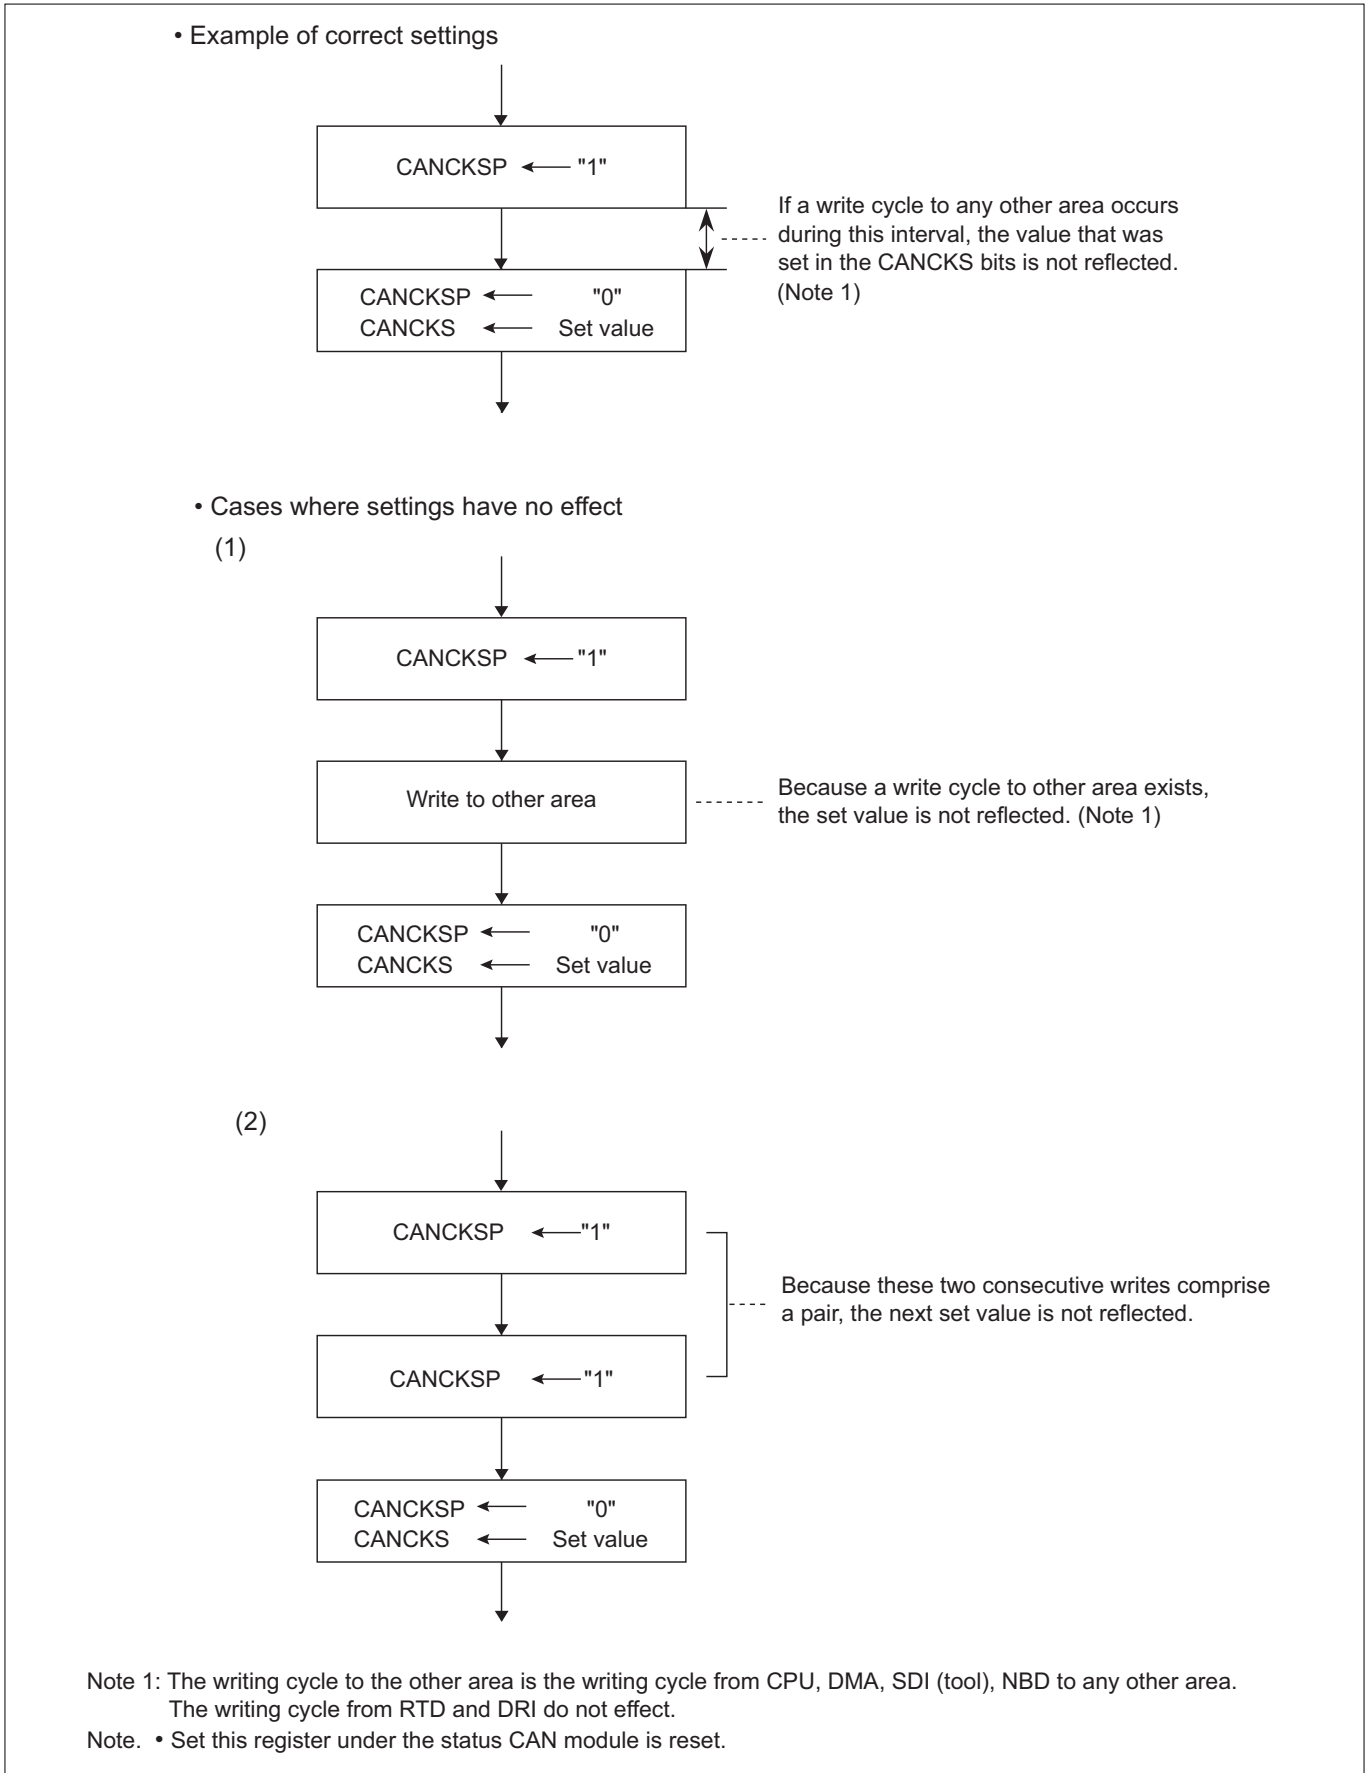 • Example of correct settings
CANCKSP ← "1"
If a write cycle to any other area occurs
during this interval, the value that was
set in the CANCKS bits is not reflected.
(Note 1)
CANCKSP ← "0"
CANCKS ← Set value
• Cases where settings have no effect
(1)
CANCKSP ← "1"
Write to other area
Because a write cycle to other area exists,
the set value is not reflected. (Note 1)
CANCKSP ← "0"
CANCKS ← Set value
(2)
CANCKSP ← "1"
Because these two consecutive writes comprise
a pair, the next set value is not reflected.
CANCKSP ← "1"
CANCKSP ← "0"
CANCKS ← Set value
Note 1: The writing cycle to the other area is the writing cycle from CPU, DMA, SDI (tool), NBD to any other area.
The writing cycle from RTD and DRI do not effect.
Note. • Set this register under the status CAN module is reset.